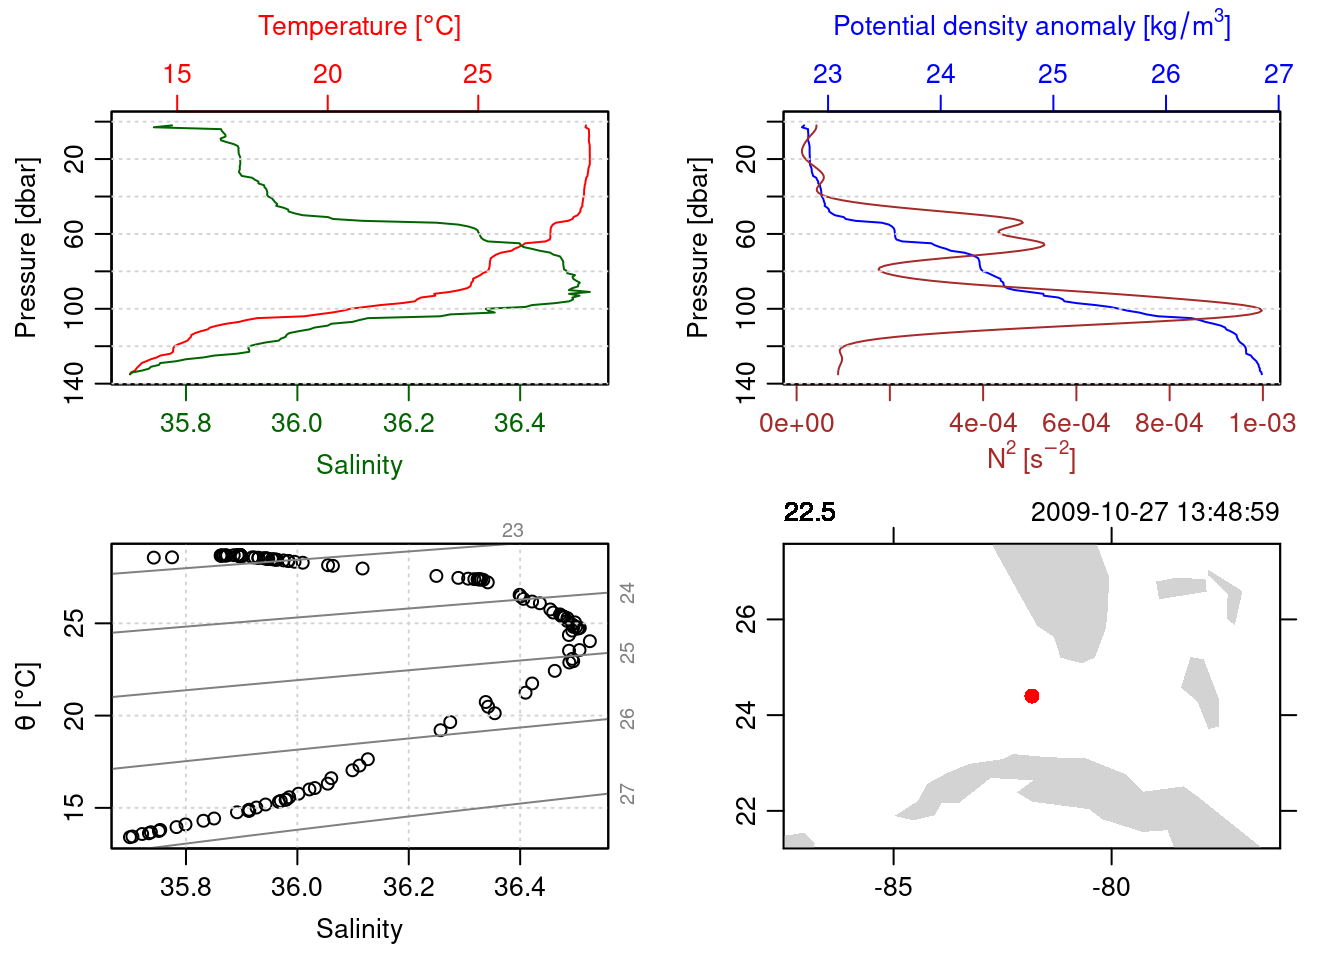 Temperature [°C]
15 20 25
Pressure [dbar]
20
60
100
140
35.8 36.0 36.2 36.4
Salinity
Potential density anomaly [kg/m³]
23 24 25 26 27
Pressure [dbar]
20
60
100
140
0e+00 4e-04 6e-04 8e-04 1e-03
N² [s⁻²]
23
24
25
26
27
θ [°C]
25
20
15
35.8 36.0 36.2 36.4
Salinity
22.5 2009-10-27 13:48:59
26
24
22
-85 -80